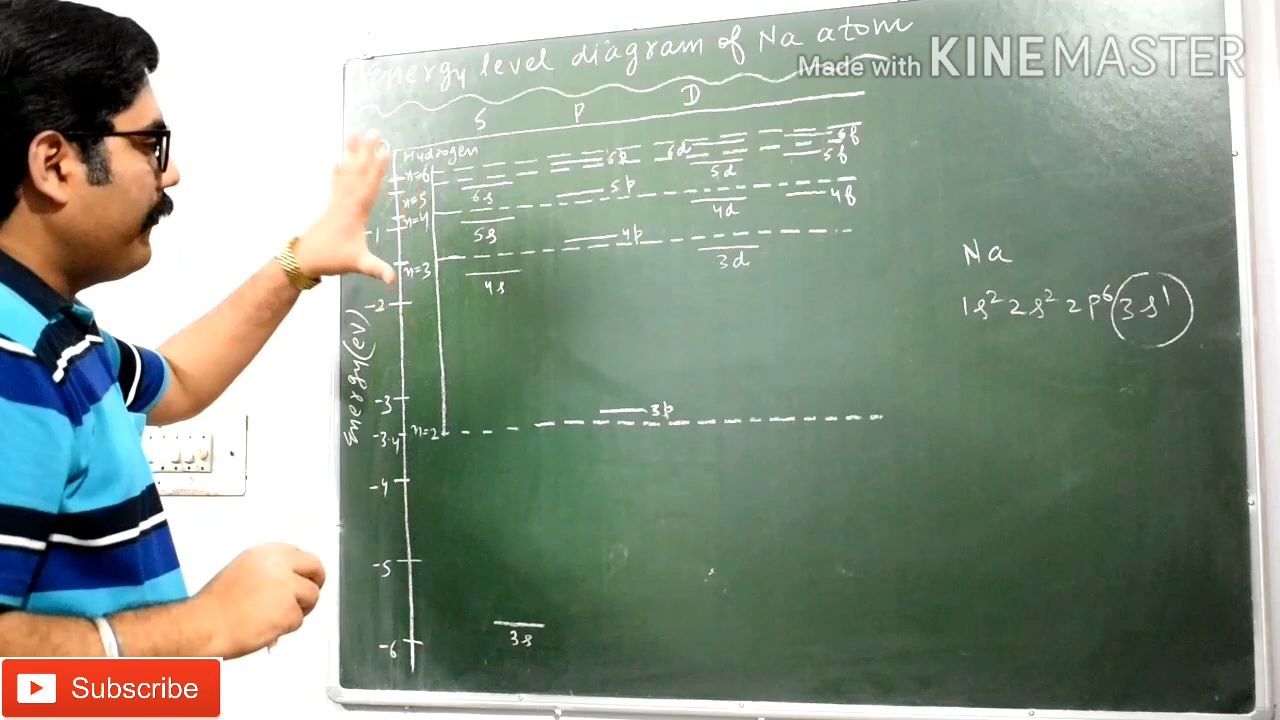 Energy level diagram of Na atom
Made with KINEMASTER
S P D
Hydrogen
n=6
n=5
n=4
n=3
n=2
-1
-2
-3
-3.4
-4
-5
-6
Energy(eV)
6s
5s
4s
3s
6p
5p
4p
3p
6d
5d
4d
3d
6f
5f
4f
Na
1s² 2s² 2p⁶ 3s¹
Subscribe